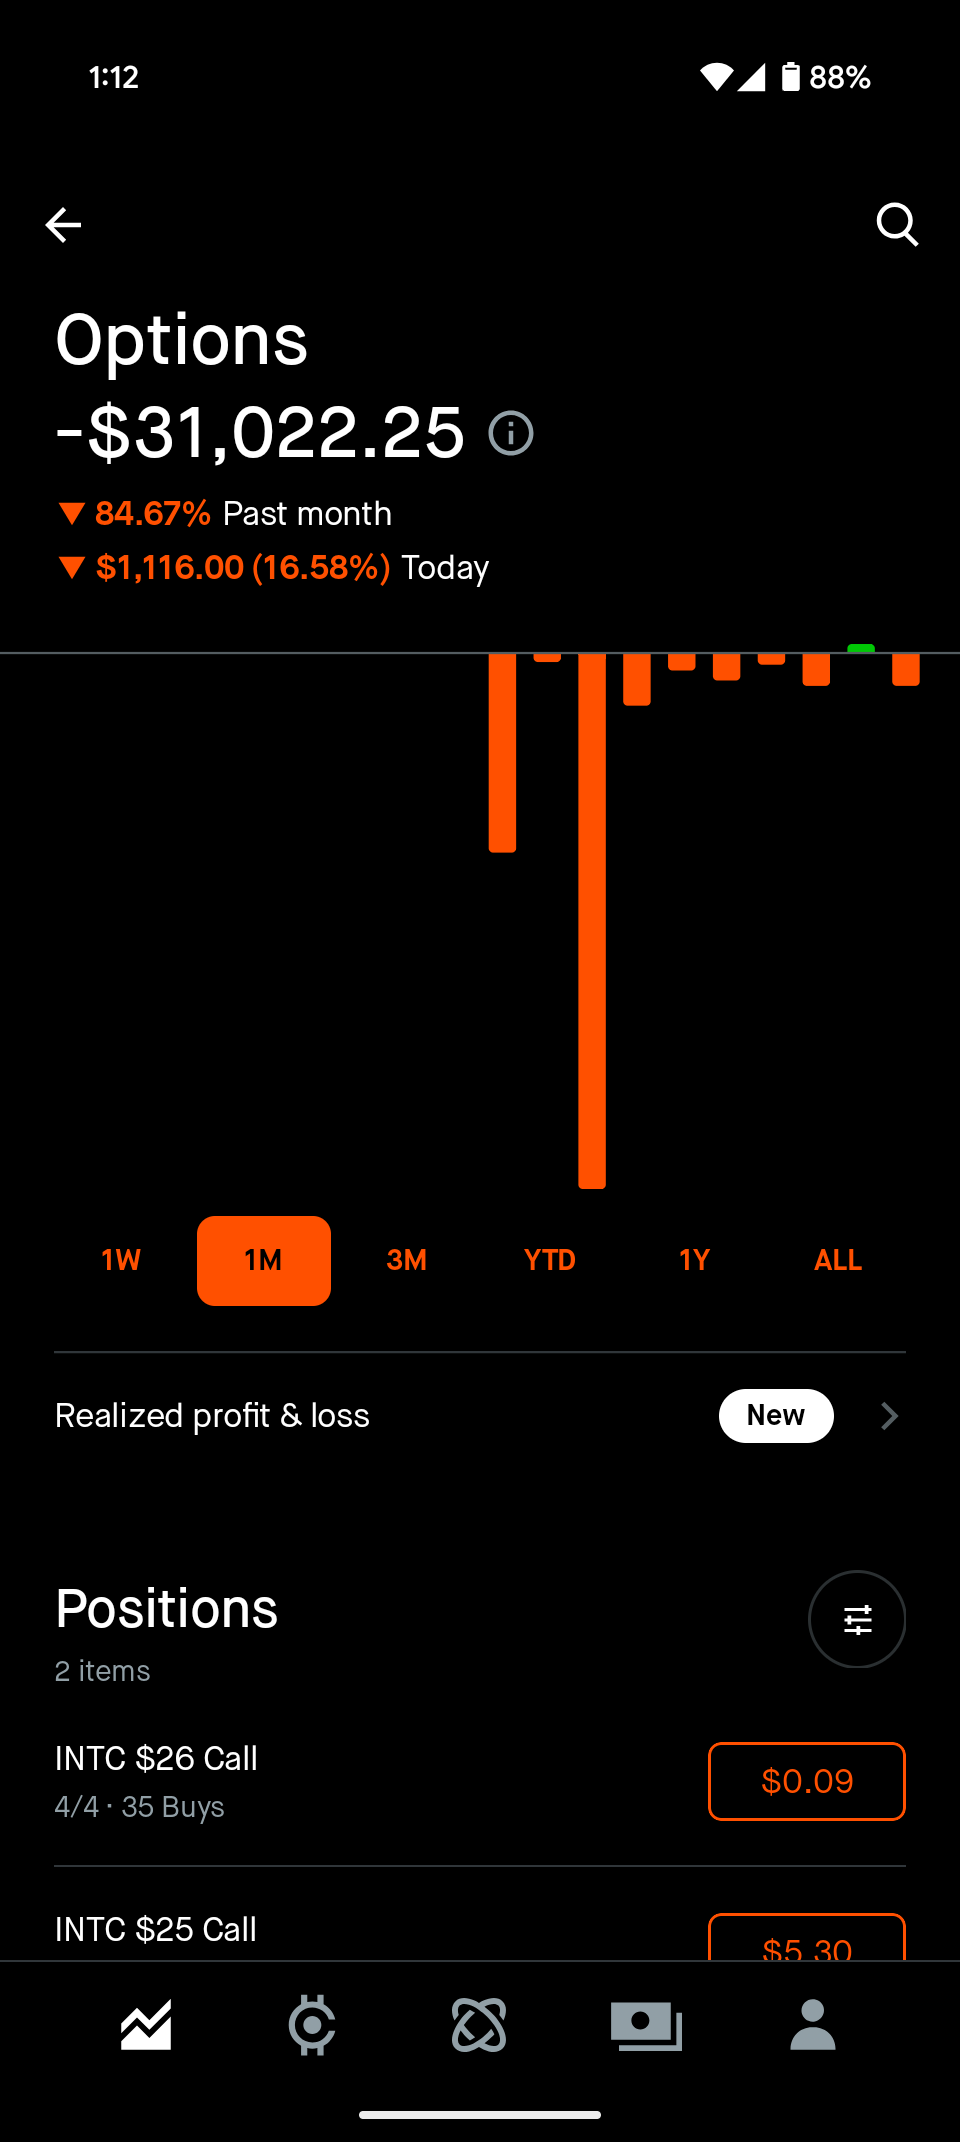 1:12
88%
Options
-$31,022.25
▼ 84.67% Past month
▼ $1,116.00 (16.58%) Today
1W 1M 3M YTD 1Y ALL
Realized profit & loss New
Positions
2 items
INTC $26 Call
$0.09
4/4 · 35 Buys
INTC $25 Call
$5.30